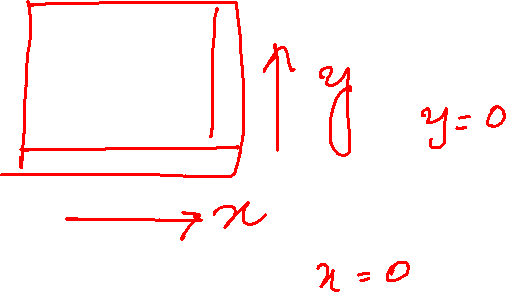 y
y = 0
x
x = 0